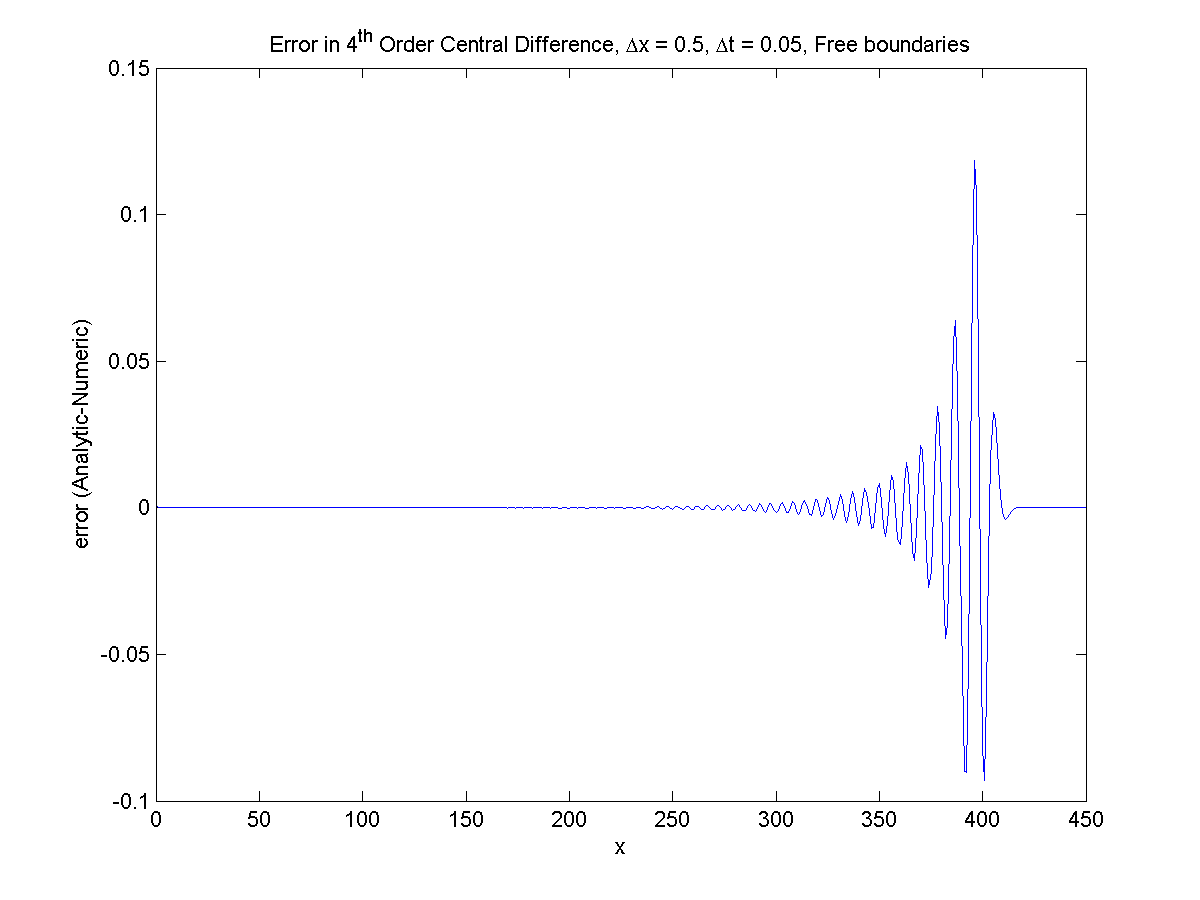 Error in 4th Order Central Difference, Δx = 0.5, Δt = 0.05, Free boundaries
0.15
0.1
0.05
0
-0.05
-0.1
error (Analytic-Numeric)
0 50 100 150 200 250 300 350 400 450
x